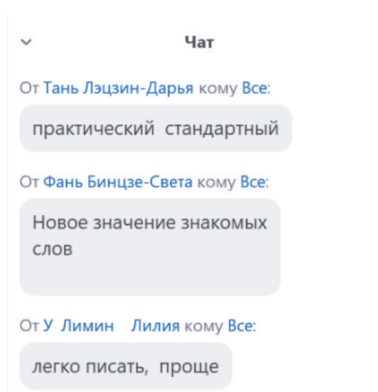 Чат
От Тань Лэцзин-Дарья кому Все:
практический стандартный
От Фань Бинцзе-Света кому Все:
Новое значение знакомых
слов
От У Лимин Лилия кому Все:
легко писать, проще